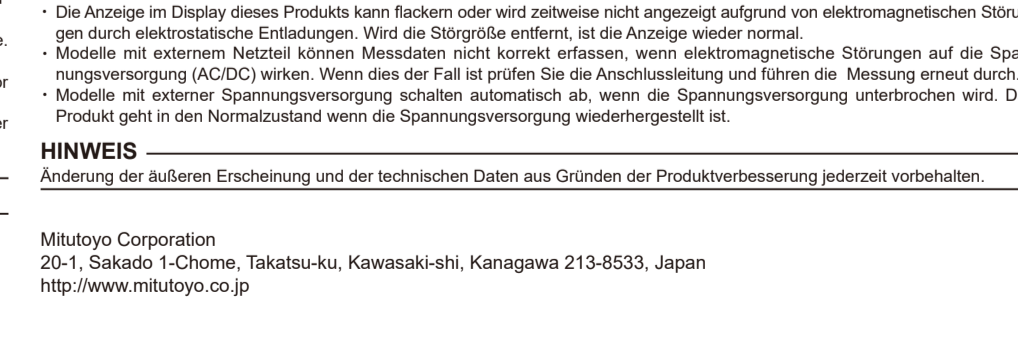 • Die Anzeige im Display dieses Produkts kann flackern oder wird zeitweise nicht angezeigt aufgrund von elektromagnetischen
gen durch elektrostatische Entladungen. Wird die Störgröße entfernt, ist die Anzeige wieder normal.
• Modelle mit externem Netzteil können Messdaten nicht korrekt erfassen, wenn elektromagnetische Störungen auf die
nungsversorgung (AC/DC) wirken. Wenn dies der Fall ist prüfen Sie die Anschlussleitung und führen die Messung erneut durch.
• Modelle mit externer Spannungsversorgung schalten automatisch ab, wenn die Spannungsversorgung unterbrochen wird.
Produkt geht in den Normalzustand wenn die Spannungsversorgung wiederhergestellt ist.
HINWEIS
Änderung der äußeren Erscheinung und der technischen Daten aus Gründen der Produktverbesserung jederzeit vorbehalten.
Mitutoyo Corporation
20-1, Sakado 1-Chome, Takatsu-ku, Kawasaki-shi, Kanagawa 213-8533, Japan
http://www.mitutoyo.co.jp